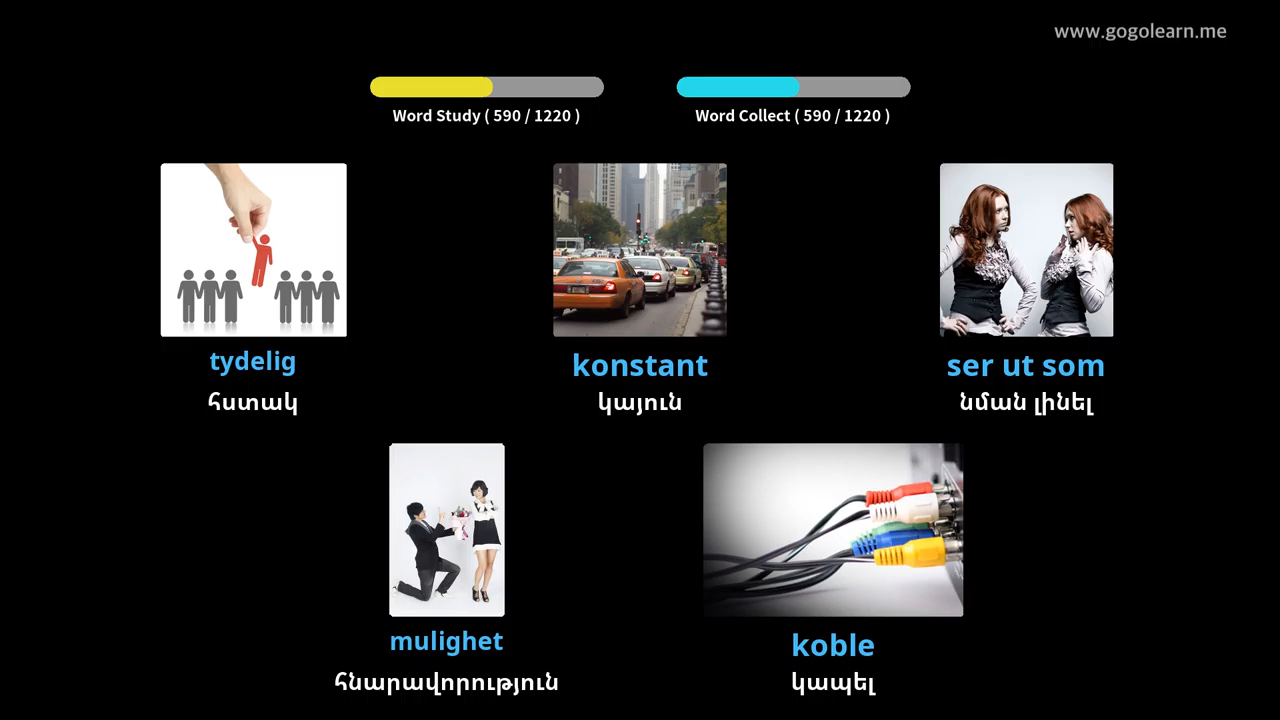 www.gogolearn.me
Word Study ( 590 / 1220 )
Word Collect ( 590 / 1220 )
tydelig
konstant
ser ut som
հստակ
կայուն
նման լինել
mulighet
koble
հնարավորություն
կապել